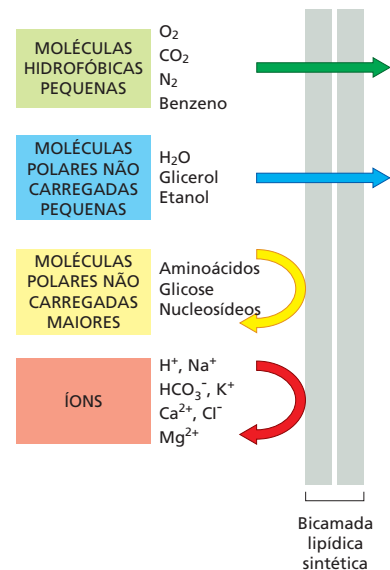 MOLÉCULAS
HIDROFÓBICAS
PEQUENAS
O₂
CO₂
N₂
Benzeno
MOLÉCULAS
POLARES NÃO
CARREGADAS
PEQUENAS
H₂O
Glicerol
Etanol
MOLÉCULAS
POLARES NÃO
CARREGADAS
MAIORES
Aminoácidos
Glicose
Nucleosídeos
ÍONS
H⁺, Na⁺
HCO₃⁻, K⁺
Ca²⁺, Cl⁻
Mg²⁺
Bicamada
lipídica
sintética